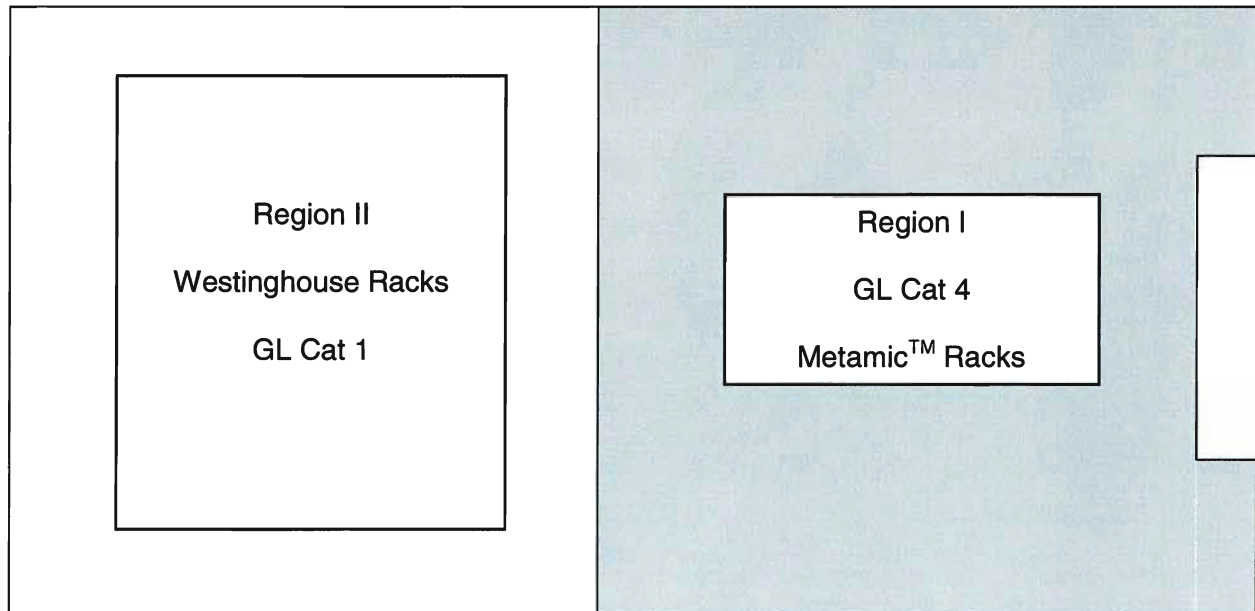 Region II
Westinghouse Racks
GL Cat 1
Region I
GL Cat 4
Metamic™ Racks